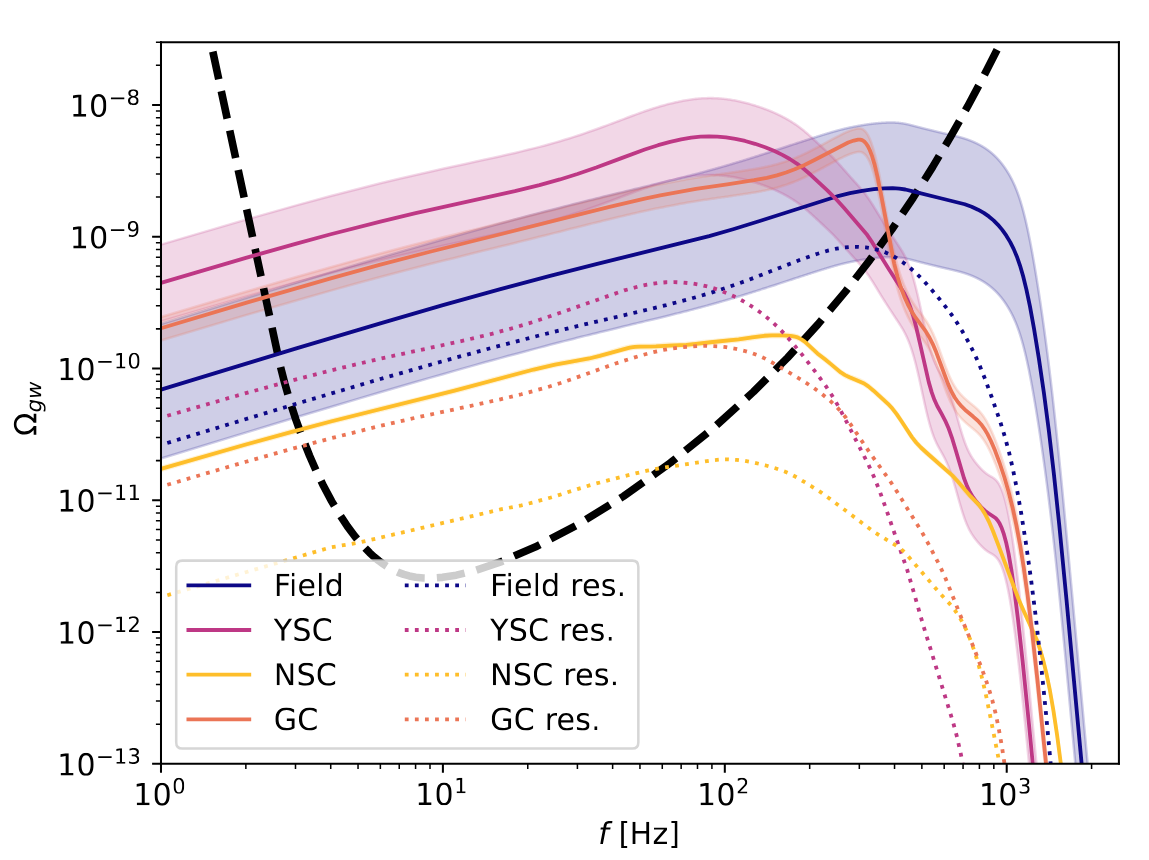 10⁻⁸
10⁻⁹
10⁻¹⁰
10⁻¹¹
10⁻¹²
10⁻¹³
Ω_gw
Field
YSC
NSC
GC
Field res.
YSC res.
NSC res.
GC res.
10⁰ 10¹ 10² 10³
f [Hz]